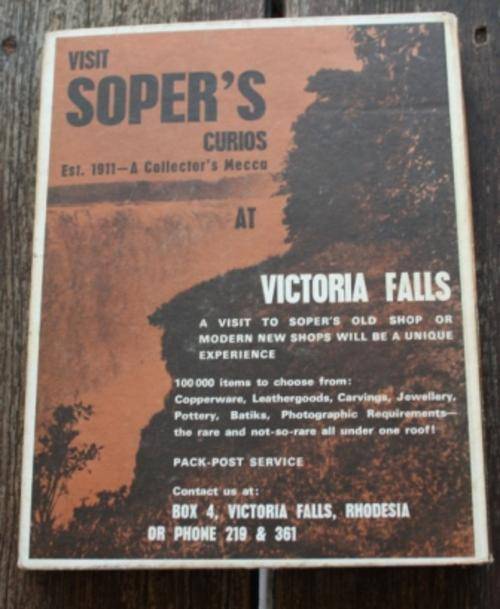 VISIT
SOPER'S
CURIOS
Est. 1911—A Collector's Mecca
AT
VICTORIA FALLS
A VISIT TO SOPER'S OLD SHOP OR
MODERN NEW SHOPS WILL BE A UNIQUE
EXPERIENCE
100 000 items to choose from:
Copperware, Leathergoods, Carvings, Jewellery,
Pottery, Batiks, Photographic Requirements—
the rare and not-so-rare all under one roof!
PACK-POST SERVICE
Contact us at:
BOX 4, VICTORIA FALLS, RHODESIA
OR PHONE 219 & 361